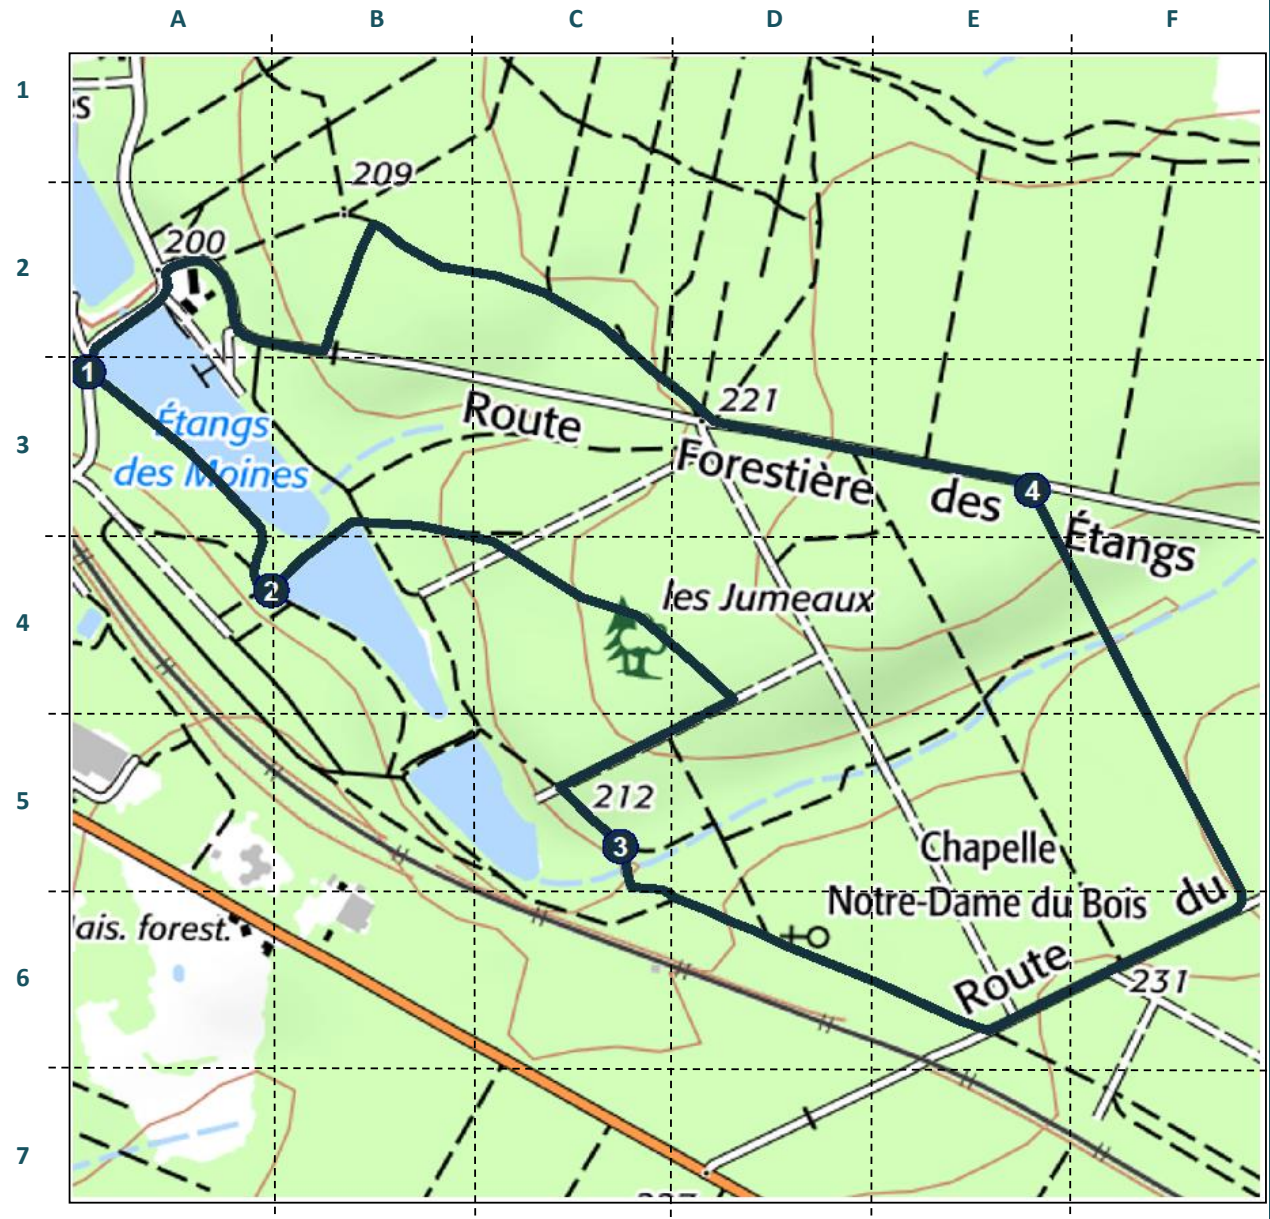 A B C D E F
1
2
3
4
5
6
7
209
200
1
221
Route
Étangs
des Moines
Forestière
des
4
Étangs
2
les Jumeaux
212
3
Chapelle
Notre-Dame du Bois
du
forest.
Route
231